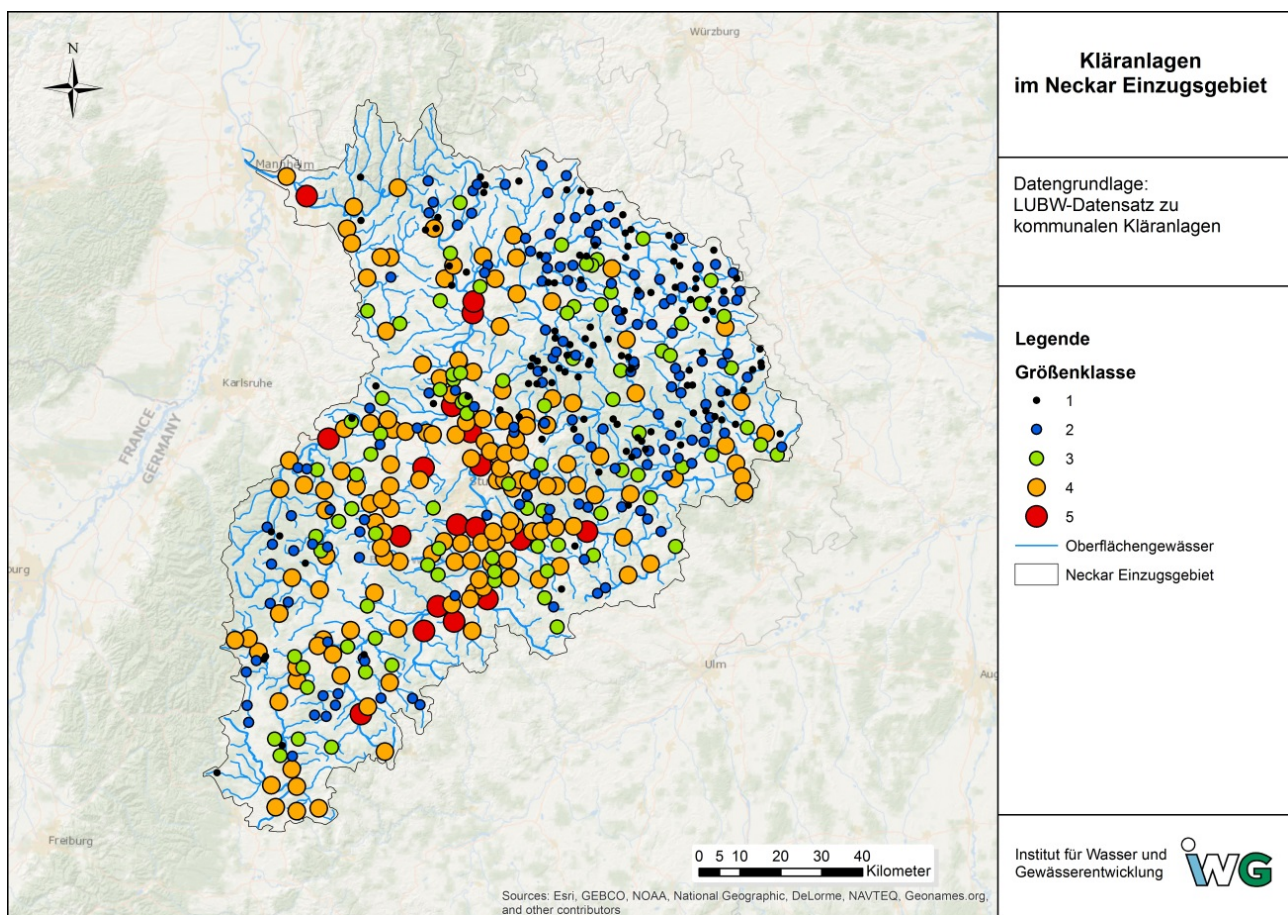 Würzburg
N
Mannheim
Karlsruhe
FRANCE
GERMANY
Ulm
Freiburg
0 5 10 20 30 40
Kilometer
Sources: Esri, GEBCO, NOAA, National Geographic, DeLorme, NAVTEQ, Geonames.org,
and other contributors
Kläranlagen
im Neckar Einzugsgebiet
Datengrundlage:
LUBW-Datensatz zu
kommunalen Kläranlagen
Legende
Größenklasse
1
2
3
4
5
Oberflächengewässer
Neckar Einzugsgebiet
Institut für Wasser und
Gewässerentwicklung
iWG